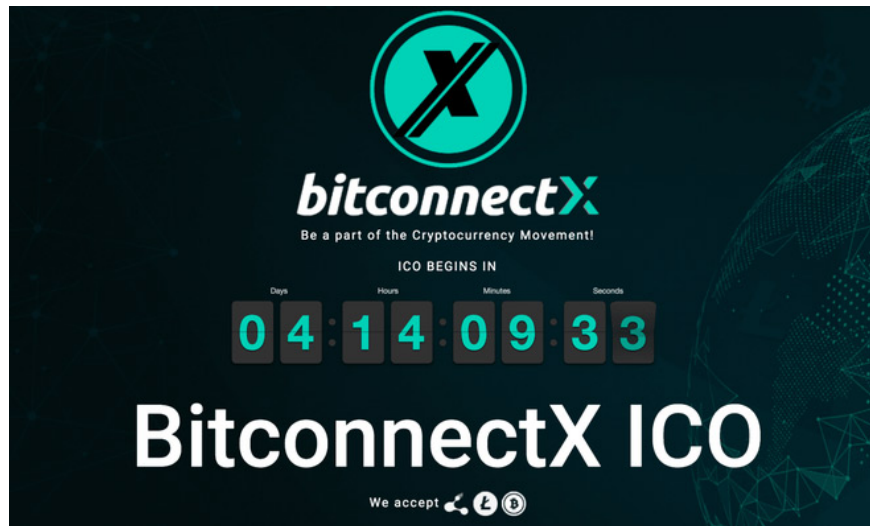 bitconnectX
Be a part of the Cryptocurrency Movement!
ICO BEGINS IN
Days Hours Minutes Seconds
04:14:09:33
BitconnectX ICO
We accept